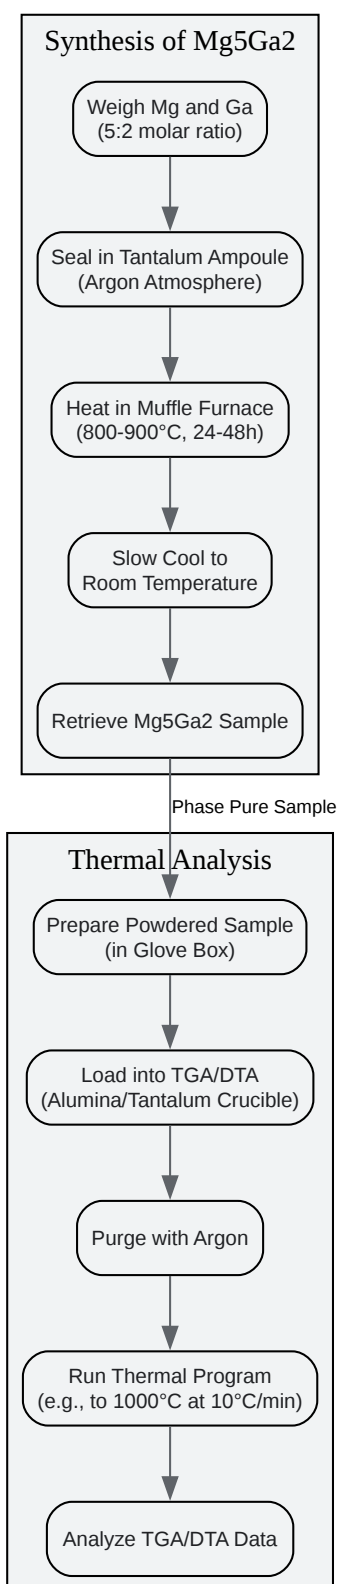 Synthesis of Mg5Ga2
Weigh Mg and Ga
(5:2 molar ratio)
Seal in Tantalum Ampoule
(Argon Atmosphere)
Heat in Muffle Furnace
(800-900°C, 24-48h)
Slow Cool to
Room Temperature
Retrieve Mg5Ga2 Sample
Phase Pure Sample
Thermal Analysis
Prepare Powdered Sample
(in Glove Box)
Load into TGA/DTA
(Alumina/Tantalum Crucible)
Purge with Argon
Run Thermal Program
(e.g., to 1000°C at 10°C/min)
Analyze TGA/DTA Data